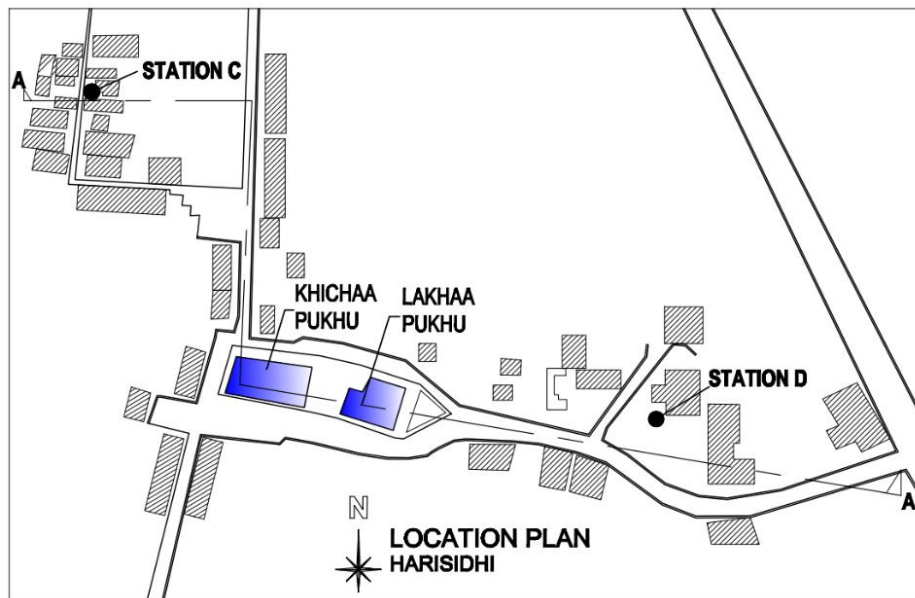 A
STATION C
KHICHAA
PUKHU
LAKHAA
PUKHU
STATION D
A
N
LOCATION PLAN
HARISIDHI